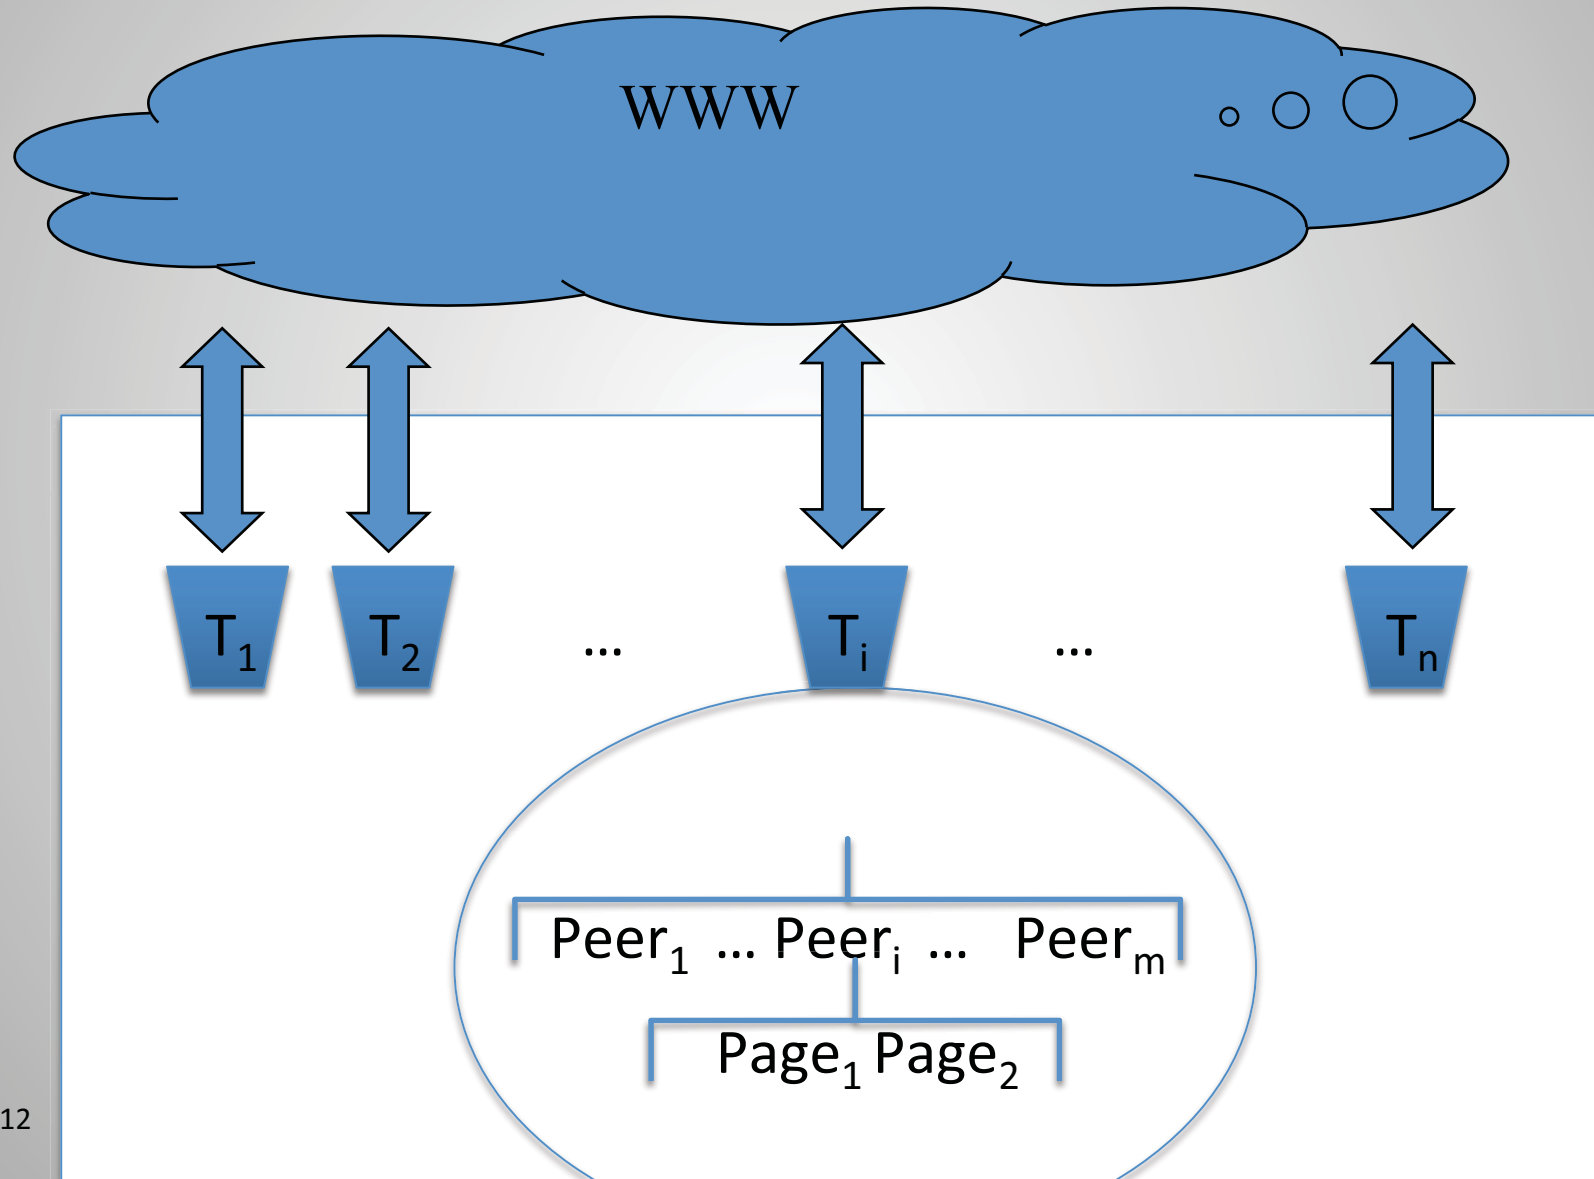 WWW
T₁ T₂ ... Tᵢ ... Tₙ
Peer₁ ... Peerᵢ ... Peerₘ
Page₁ Page₂
12